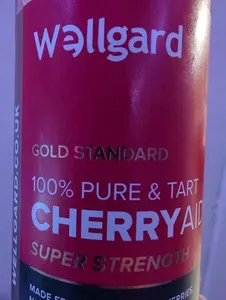 Wellgard
GOLD STANDARD
100% PURE & TART
CHERRYAID
SUPER STRENGTH
WELLGARD.CO.UK